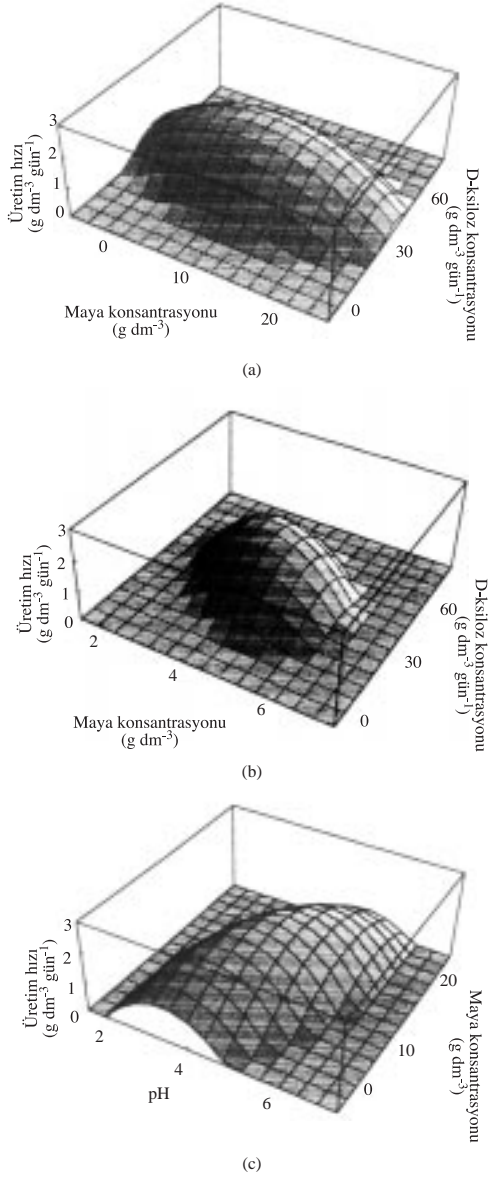 Üretim hızı
(g dm-3 gün-1)
3
2
1
0
0
10
20
Maya konsantrasyonu
(g dm-3)
0
30
60
D-ksiloz konsantrasyonu
(g dm-3 gün-1)
(a)
Üretim hızı
(g dm-3 gün-1)
3
2
1
0
2
4
6
Maya konsantrasyonu
(g dm-3)
0
30
60
D-ksiloz konsantrasyonu
(g dm-3 gün-1)
(b)
Üretim hızı
(g dm-3 gün-1)
3
2
1
0
2
4
6
pH
0
10
20
Maya konsantrasyonu
(g dm-3)
(c)